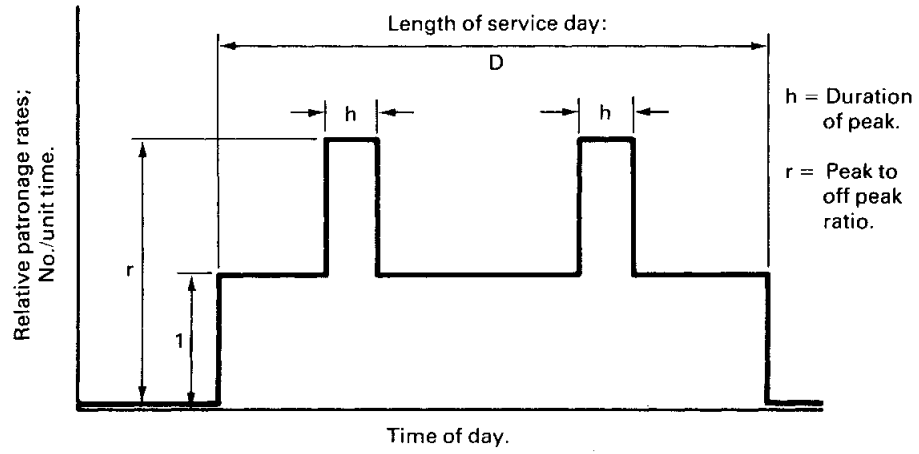 Length of service day:
D
h
h
h = Duration
of peak.
r = Peak to
off peak
ratio.
Relative patronage rates;
No./unit time.
r
1
Time of day.